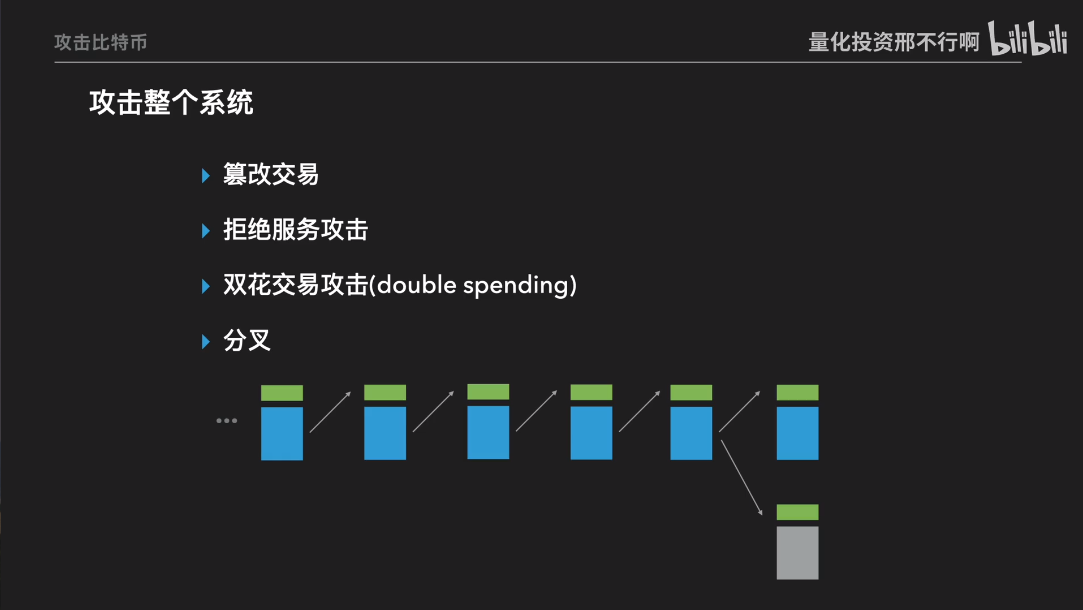 攻击比特币
量化投资邢不行啊 bilibili
攻击整个系统
篡改交易
拒绝服务攻击
双花交易攻击(double spending)
分叉
...